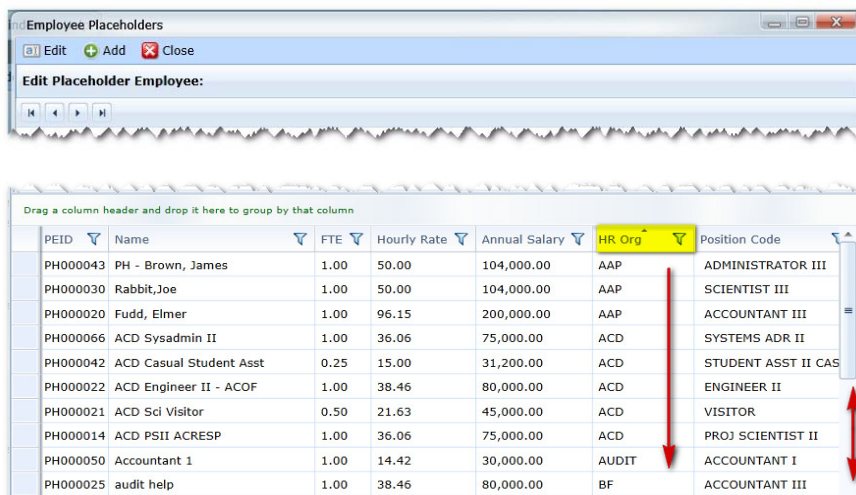 Employee Placeholders
Edit Add Close
Edit Placeholder Employee:
Drag a column header and drop it here to group by that column
PEID Name FTE Hourly Rate Annual Salary HR Org Position Code
PH000043 PH - Brown, James 1.00 50.00 104,000.00 AAP ADMINISTRATOR III
PH000030 Rabbit,Joe 1.00 50.00 104,000.00 AAP SCIENTIST III
PH000020 Fudd, Elmer 1.00 96.15 200,000.00 AAP ACCOUNTANT III
PH000066 ACD Sysadmin II 1.00 36.06 75,000.00 ACD SYSTEMS ADR II
PH000042 ACD Casual Student Asst 0.25 15.00 31,200.00 ACD STUDENT ASST II CAS
PH000022 ACD Engineer II - ACOF 1.00 38.46 80,000.00 ACD ENGINEER II
PH000021 ACD Sci Visitor 0.50 21.63 45,000.00 ACD VISITOR
PH000014 ACD PSII ACRESP 1.00 36.06 75,000.00 ACD PROJ SCIENTIST II
PH000050 Accountant 1 1.00 14.42 30,000.00 AUDIT ACCOUNTANT I
PH000025 audit help 1.00 38.46 80,000.00 BF ACCOUNTANT III